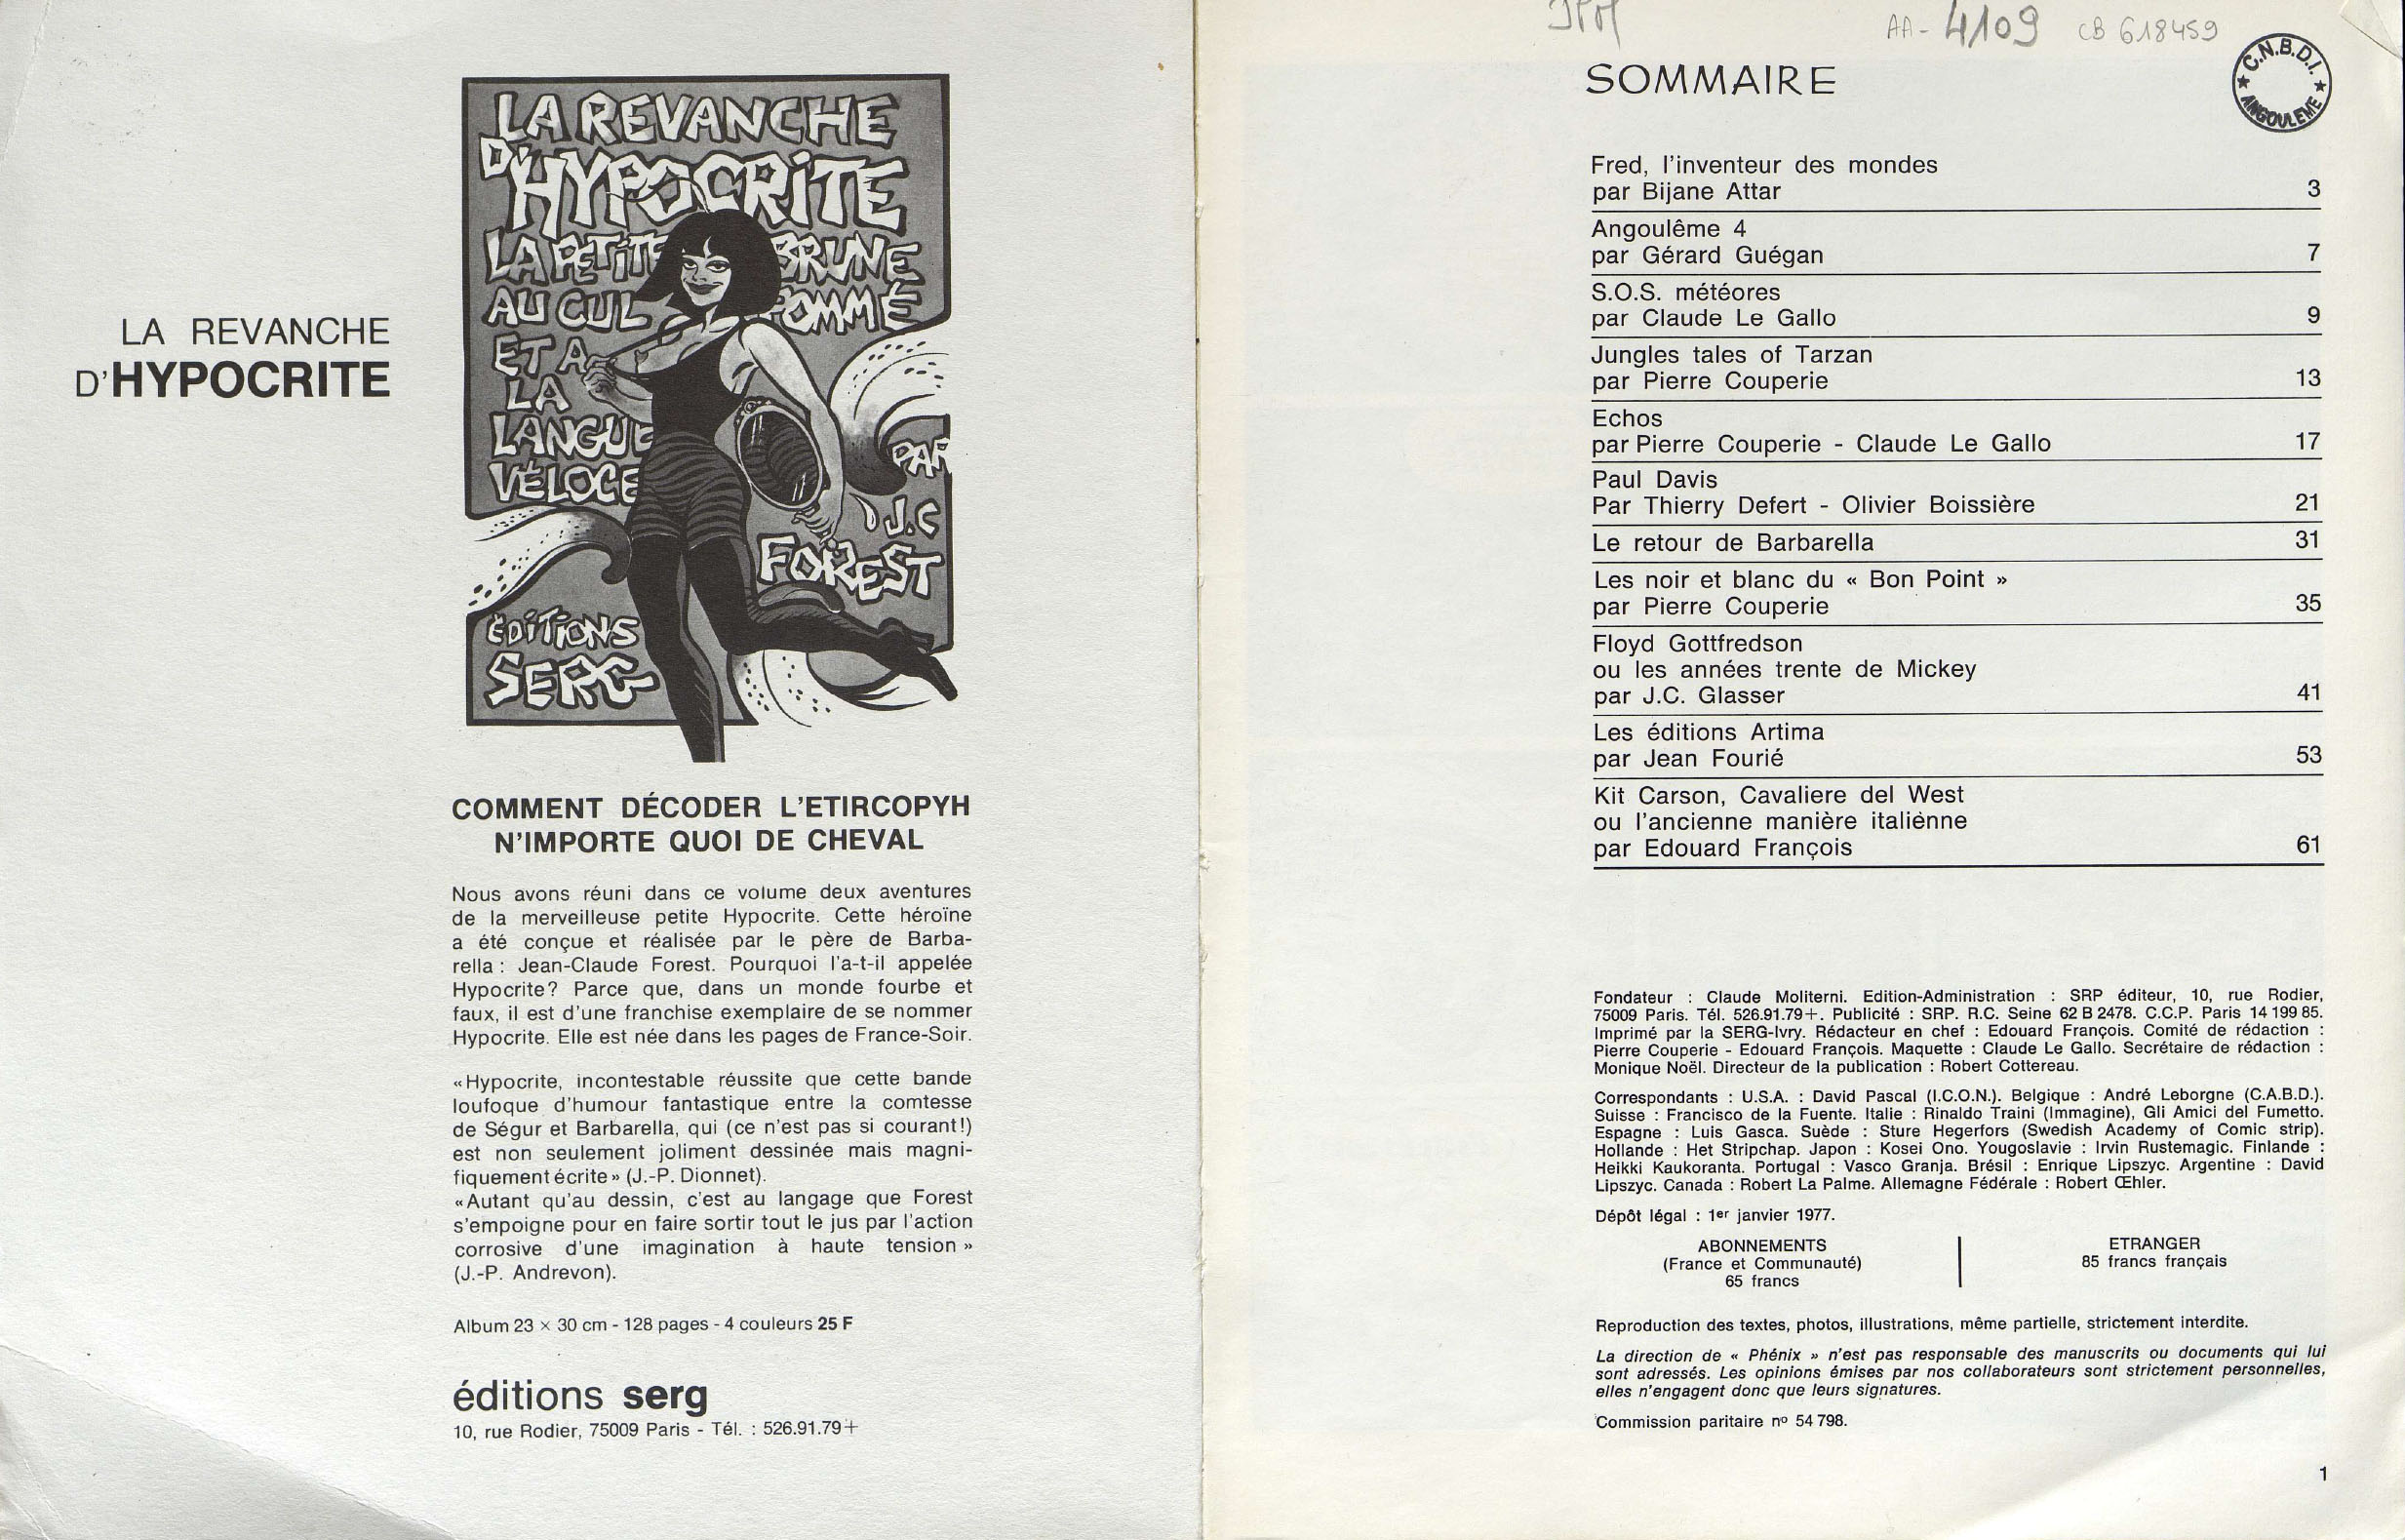 LA REVANCHE
D'HYPOCRITE
LA REVANCHE
D'HYPOCRITE
LA PETITE BRUNE
AU CUL POMMÉ
ET A
LA
LANGUE
VÉLOCE
PAR
J.C
FOREST
ÉDITIONS
SERG
COMMENT DÉCODER L'ETIRCOPYH
N'IMPORTE QUOI DE CHEVAL
Nous avons réuni dans ce volume deux aventures
de la merveilleuse petite Hypocrite. Cette héroïne
a été conçue et réalisée par le père de Barba-
rella : Jean-Claude Forest. Pourquoi l'a-t-il appelée
Hypocrite? Parce que, dans un monde fourbe et
faux, il est d'une franchise exemplaire de se nommer
Hypocrite. Elle est née dans les pages de France-Soir.
«Hypocrite, incontestable réussite que cette bande
loufoque d'humour fantastique entre la comtesse
de Ségur et Barbarella, qui (ce n'est pas si courant!)
est non seulement joliment dessinée mais magni-
fiquement écrite» (J.-P. Dionnet).
«Autant qu'au dessin, c'est au langage que Forest
s'empoigne pour en faire sortir tout le jus par l'action
corrosive d'une imagination à haute tension»
(J.-P. Andrevon).
Album 23 × 30 cm - 128 pages - 4 couleurs 25 F
éditions serg
10, rue Rodier, 75009 Paris - Tél. : 526.91.79+
AA- 4109 CB 618459
C.N.B.D.I.
ANGOULEME
SOMMAIRE
Fred, l'inventeur des mondes
par Bijane Attar 3
Angoulême 4
par Gérard Guégan 7
S.O.S. météores
par Claude Le Gallo 9
Jungles tales of Tarzan
par Pierre Couperie 13
Echos
par Pierre Couperie - Claude Le Gallo 17
Paul Davis
Par Thierry Defert - Olivier Boissière 21
Le retour de Barbarella 31
Les noir et blanc du « Bon Point »
par Pierre Couperie 35
Floyd Gottfredson
ou les années trente de Mickey
par J.C. Glasser 41
Les éditions Artima
par Jean Fourié 53
Kit Carson, Cavaliere del West
ou l'ancienne manière italiènne
par Edouard François 61
Fondateur : Claude Moliterni. Edition-Administration : SRP éditeur, 10, rue Rodier,
75009 Paris. Tél. 526.91.79+. Publicité : SRP. R.C. Seine 62 B 2478. C.C.P. Paris 14 199 85.
Imprimé par la SERG-Ivry. Rédacteur en chef : Edouard François. Comité de rédaction :
Pierre Couperie - Edouard François. Maquette : Claude Le Gallo. Secrétaire de rédaction :
Monique Noël. Directeur de la publication : Robert Cottereau.
Correspondants : U.S.A. : David Pascal (I.C.O.N.). Belgique : André Leborgne (C.A.B.D.).
Suisse : Francisco de la Fuente. Italie : Rinaldo Traini (Immagine), Gli Amici del Fumetto.
Espagne : Luis Gasca. Suède : Sture Hegerfors (Swedish Academy of Comic strip).
Hollande : Het Stripchap. Japon : Kosei Ono. Yougoslavie : Irvin Rustemagic. Finlande :
Heikki Kaukoranta. Portugal : Vasco Granja. Brésil : Enrique Lipszyc. Argentine : David
Lipszyc. Canada : Robert La Palme. Allemagne Fédérale : Robert Œhler.
Dépôt légal : 1er janvier 1977.
ABONNEMENTS
(France et Communauté)
65 francs
ETRANGER
85 francs français
Reproduction des textes, photos, illustrations, même partielle, strictement interdite.
La direction de « Phénix » n'est pas responsable des manuscrits ou documents qui lui
sont adressés. Les opinions émises par nos collaborateurs sont strictement personnelles,
elles n'engagent donc que leurs signatures.
Commission paritaire nº 54 798.
1